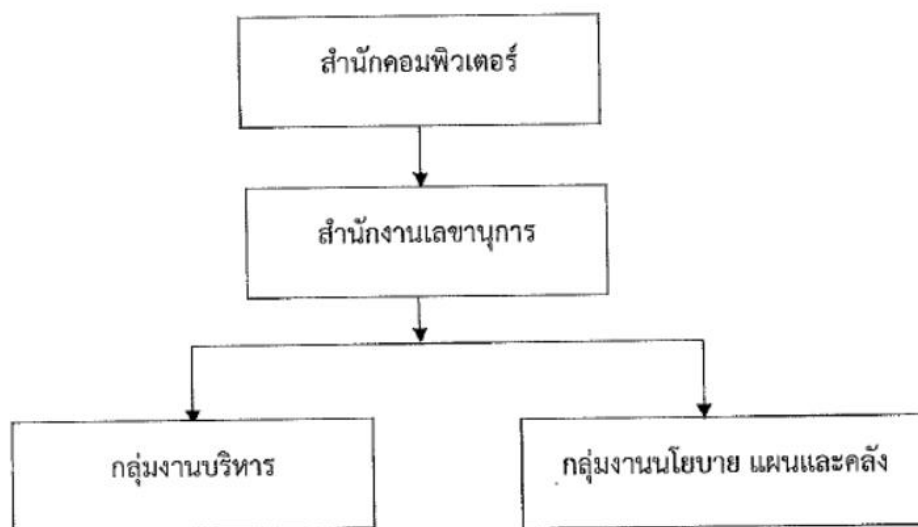 สำนักคอมพิวเตอร์
สำนักงานเลขานุการ
กลุ่มงานบริหาร
กลุ่มงานนโยบาย แผนและคลัง